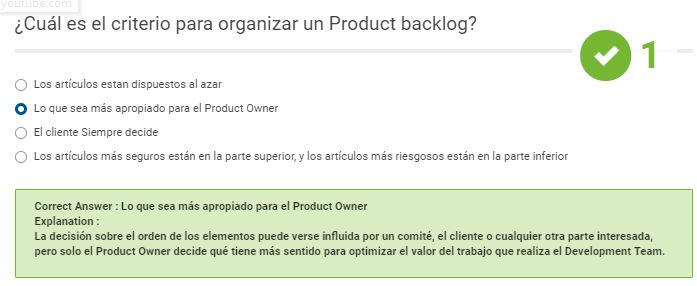 youtube.com
¿Cuál es el criterio para organizar un Product backlog?
1
Los artículos estan dispuestos al azar
Lo que sea más apropiado para el Product Owner
El cliente Siempre decide
Los artículos más seguros están en la parte superior, y los artículos más riesgosos están en la parte inferior
Correct Answer : Lo que sea más apropiado para el Product Owner
Explanation :
La decisión sobre el orden de los elementos puede verse influida por un comité, el cliente o cualquier otra parte interesada,
pero solo el Product Owner decide qué tiene más sentido para optimizar el valor del trabajo que realiza el Development Team.